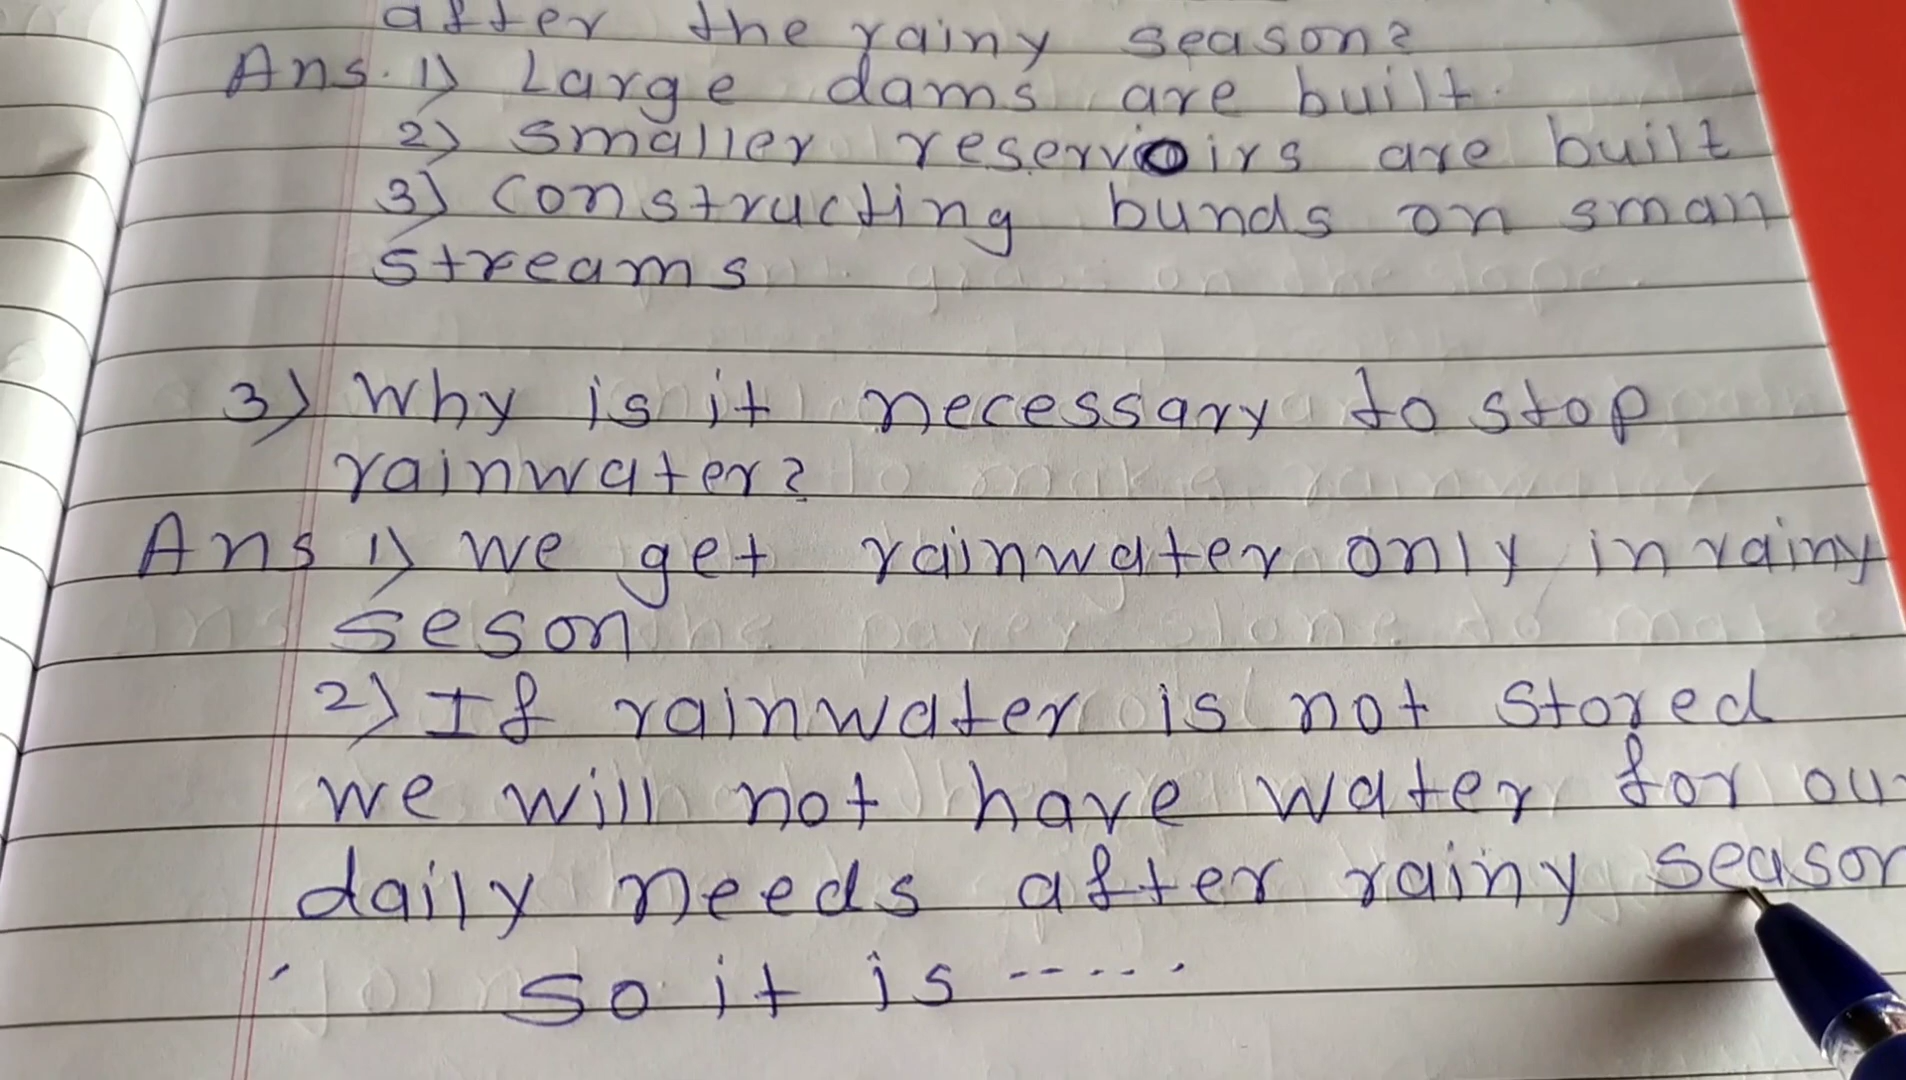 after the rainy season?
Ans. 1) Large dams are built.
2) smaller reservoirs are built
3) Constructing bunds on small
streams
3) Why is it necessary to stop
rainwater?
Ans 1) we get rainwater only in rainy
seson
2) If rainwater is not stored
we will not have water for ou
daily needs after rainy season
so it is -----